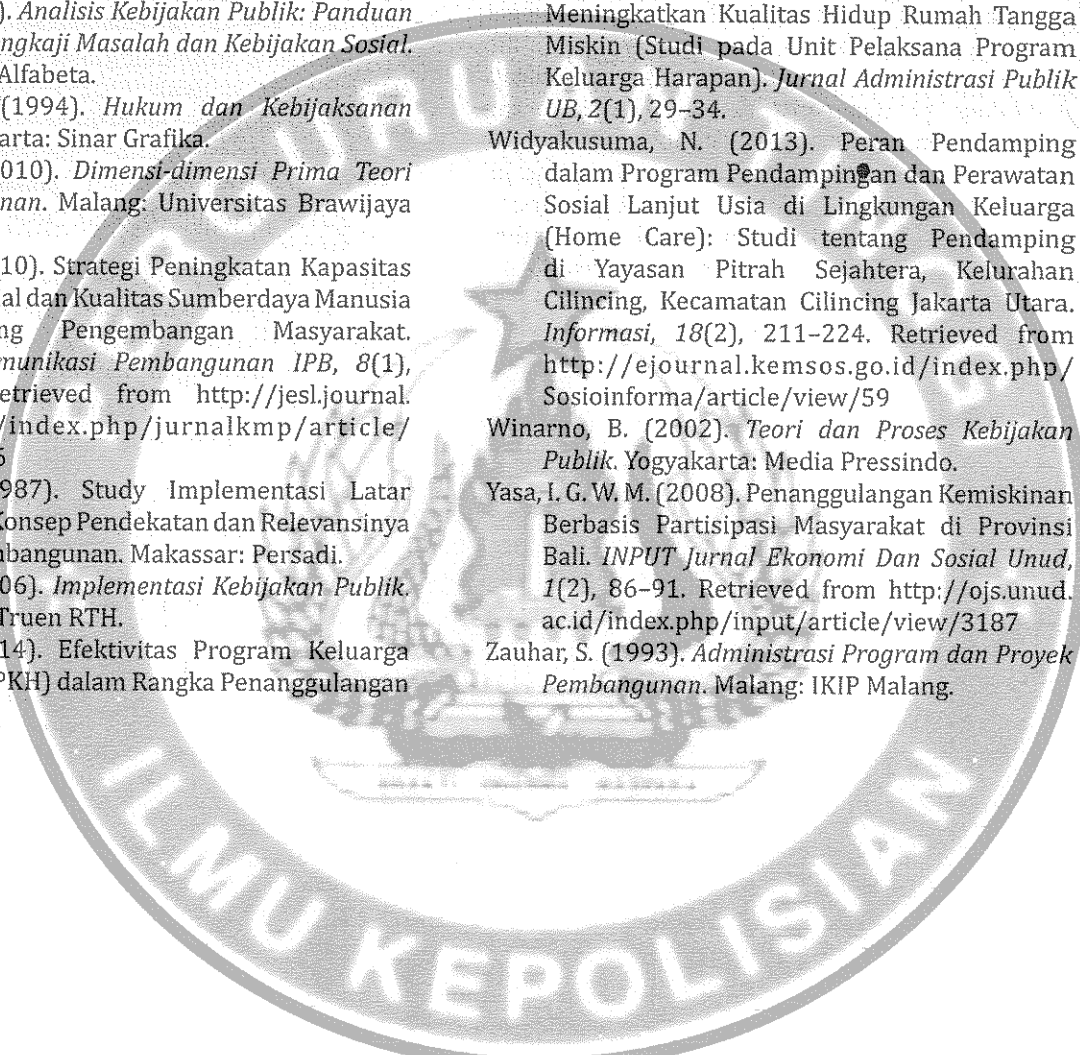 ). Analisis Kebijakan Publik: Panduan
ngkaji Masalah dan Kebijakan Sosial.
Alfabeta.
(1994). Hukum dan Kebijaksanan
arta: Sinar Grafika.
010). Dimensi-dimensi Prima Teori
nan. Malang: Universitas Brawijaya
10). Strategi Peningkatan Kapasitas
al dan Kualitas Sumberdaya Manusia
ng Pengembangan Masyarakat.
munikasi Pembangunan IPB, 8(1),
etrieved from http://jesl.journal.
/index.php/jurnalkmp/article/
987). Study Implementasi Latar
Konsep Pendekatan dan Relevansinya
mbangunan. Makassar: Persadi.
06). Implementasi Kebijakan Publik.
Truen RTH.
14). Efektivitas Program Keluarga
PKH) dalam Rangka Penanggulangan
Meningkatkan Kualitas Hidup Rumah Tangga
Miskin (Studi pada Unit Pelaksana Program
Keluarga Harapan). Jurnal Administrasi Publik
UB, 2(1), 29–34.
Widyakusuma, N. (2013). Peran Pendamping
dalam Program Pendampingan dan Perawatan
Sosial Lanjut Usia di Lingkungan Keluarga
(Home Care): Studi tentang Pendamping
di Yayasan Pitrah Sejahtera, Kelurahan
Cilincing, Kecamatan Cilincing Jakarta Utara.
Informasi, 18(2), 211–224. Retrieved from
http://ejournal.kemsos.go.id/index.php/
Sosioinforma/article/view/59
Winarno, B. (2002). Teori dan Proses Kebijakan
Publik. Yogyakarta: Media Pressindo.
Yasa, I. G. W. M. (2008). Penanggulangan Kemiskinan
Berbasis Partisipasi Masyarakat di Provinsi
Bali. INPUT Jurnal Ekonomi Dan Sosial Unud,
1(2), 86–91. Retrieved from http://ojs.unud.
ac.id/index.php/input/article/view/3187
Zauhar, S. (1993). Administrasi Program dan Proyek
Pembangunan. Malang: IKIP Malang.
ILMU KEPOLISIAN